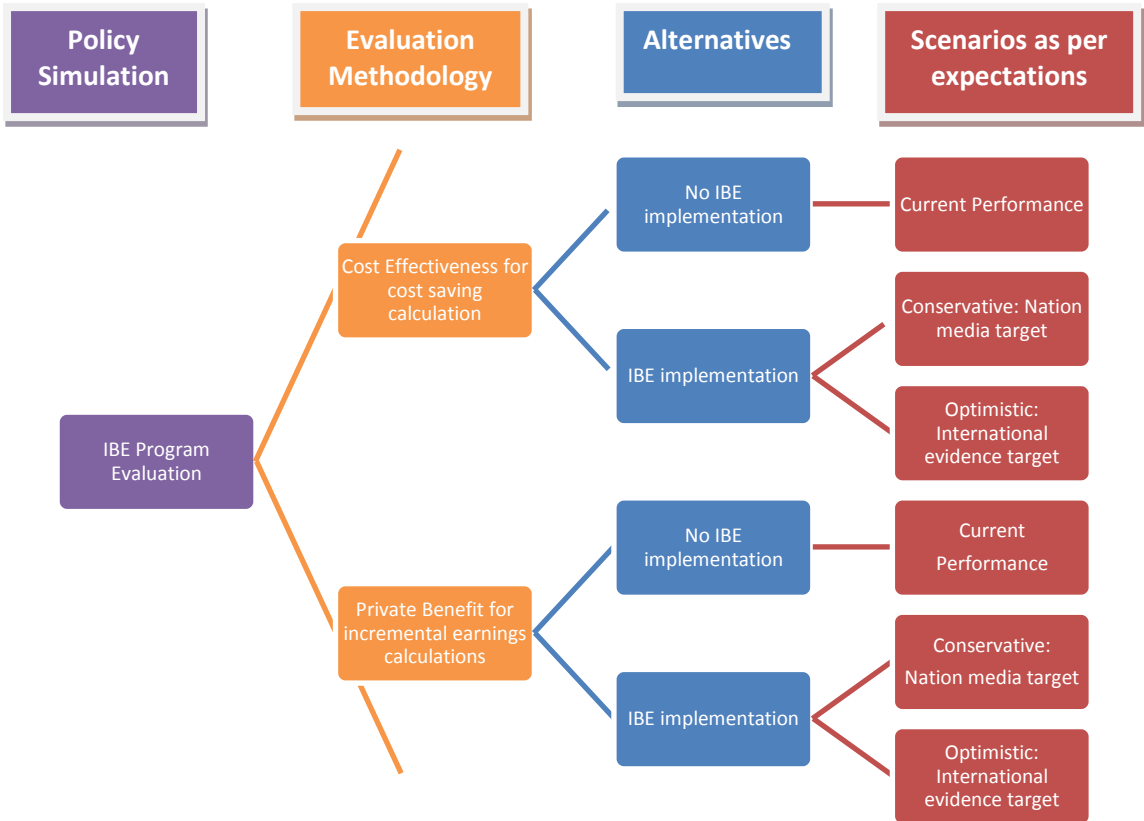 Policy
Simulation
Evaluation
Methodology
Alternatives
Scenarios as per
expectations
No IBE
implementation
Current Performance
Cost Effectiveness for
cost saving
calculation
Conservative: Nation
media target
IBE implementation
Optimistic:
International
evidence target
IBE Program
Evaluation
No IBE
implementation
Current
Performance
Private Benefit for
incremental earnings
calculations
Conservative:
Nation media target
IBE implementation
Optimistic:
International
evidence target